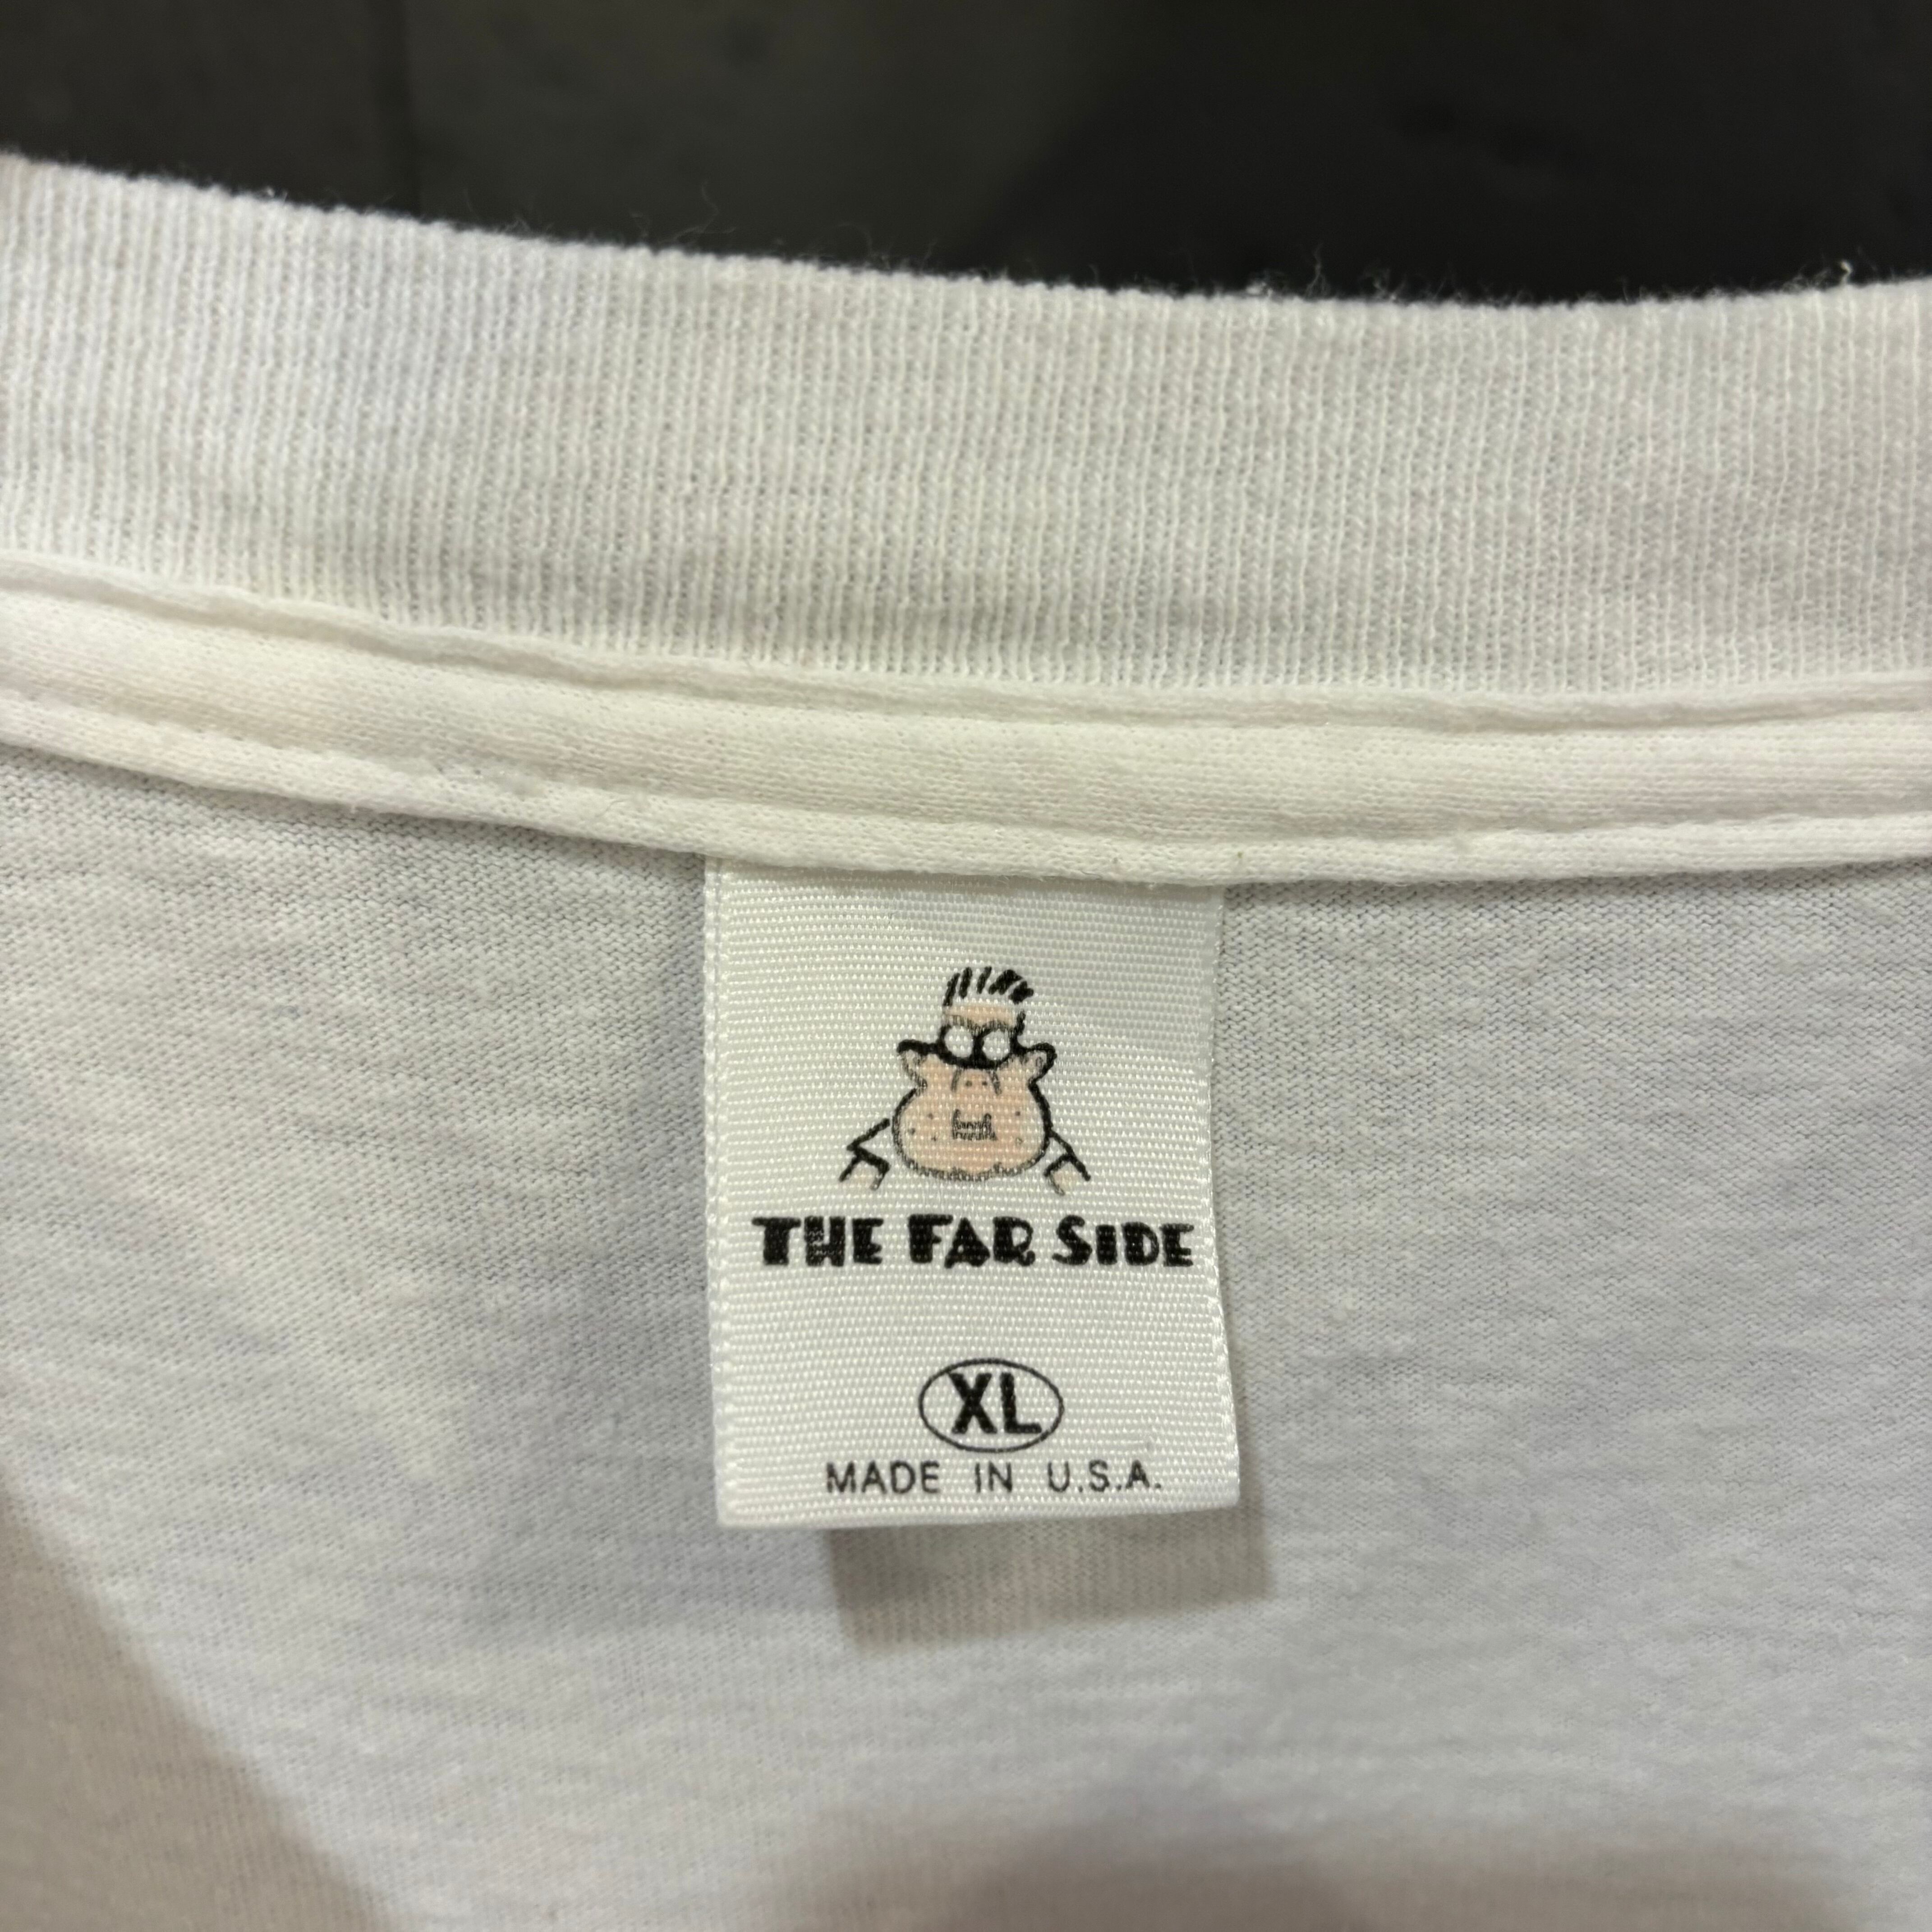 THE FAR SIDE
XL
MADE IN U.S.A.